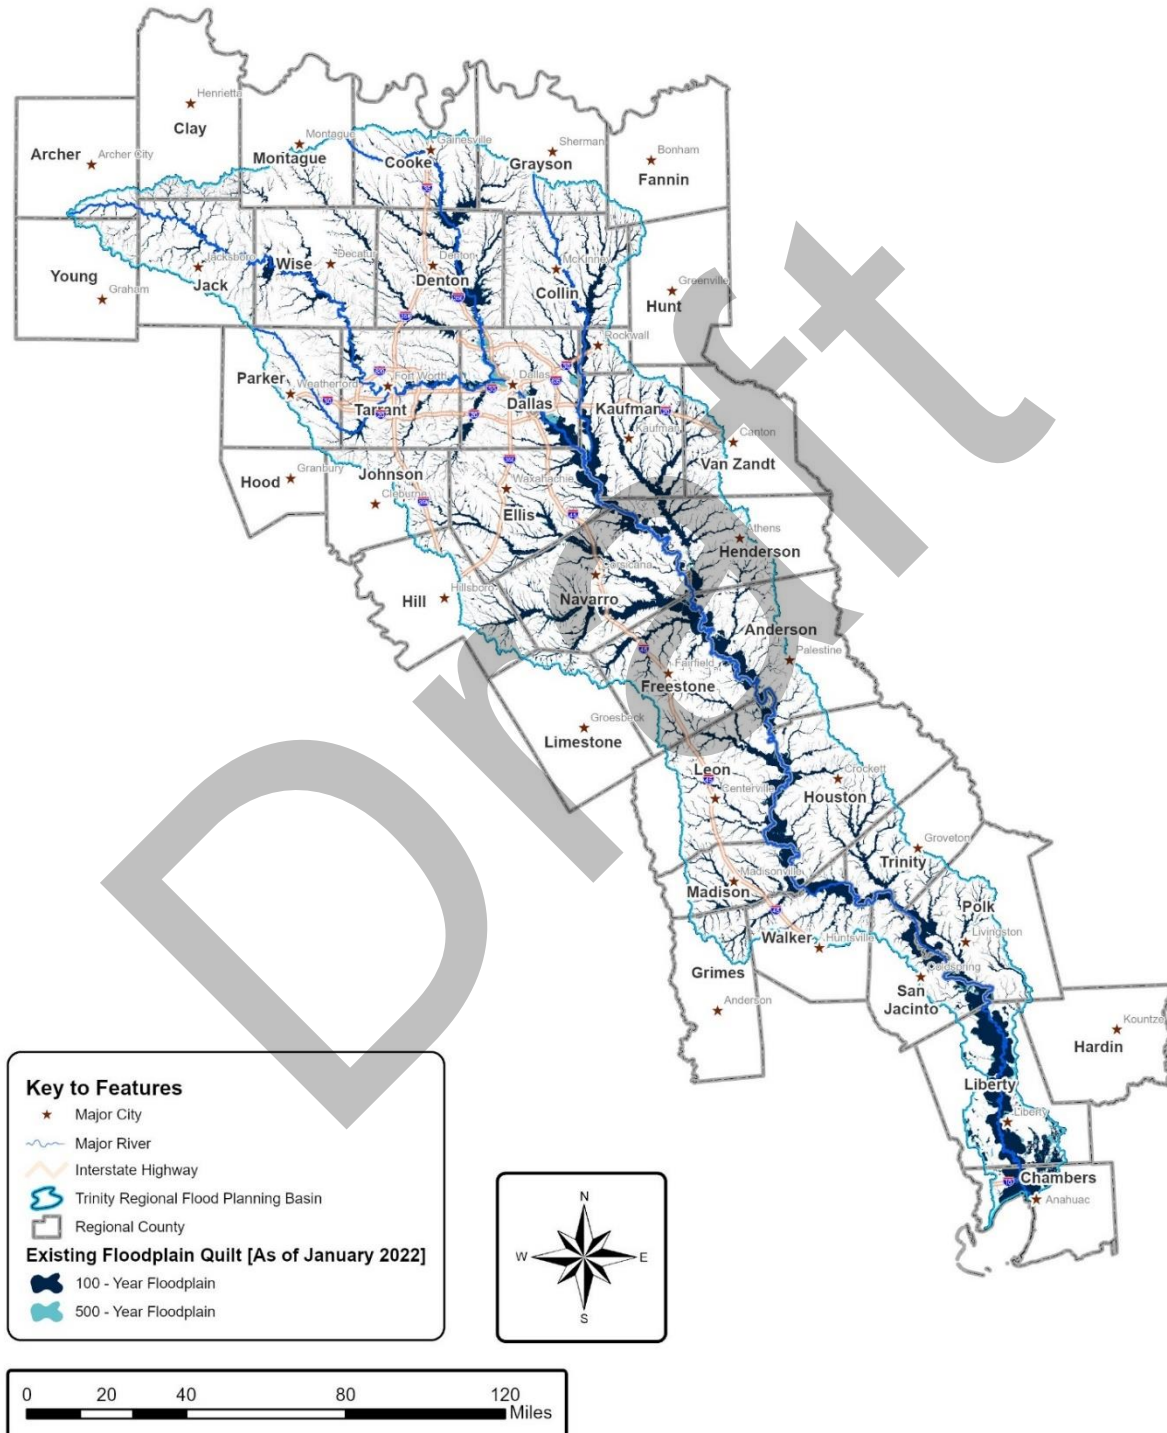 Henrietta
Clay
Montague
Gainesville
Sherman
Bonham
Archer
Archer City
Montague
Cooke
Grayson
Fannin
Young
Graham
Jacksboro
Jack
Wise
Decatur
Denton
Denton
McKinney
Collin
Greenville
Hunt
Rockwall
Parker
Weatherford
Fort Worth
Tarrant
Dallas
Dallas
Kaufman
Kaufman
Canton
Van Zandt
Hood
Granbury
Johnson
Cleburne
Waxahachie
Ellis
Athens
Henderson
Hill
Hillsboro
Corsicana
Navarro
Anderson
Palestine
Fairfield
Freestone
Groesbeck
Limestone
Leon
Centerville
Crockett
Houston
Groveton
Trinity
Madisonville
Madison
Polk
Livingston
Walker
Huntsville
Grimes
Anderson
Coldspring
San
Jacinto
Kountze
Hardin
Liberty
Liberty
Chambers
Anahuac
Draft
Key to Features
Major City
Major River
Interstate Highway
Trinity Regional Flood Planning Basin
Regional County
Existing Floodplain Quilt [As of January 2022]
100 - Year Floodplain
500 - Year Floodplain
N
W
E
S
0 20 40 80 120
Miles